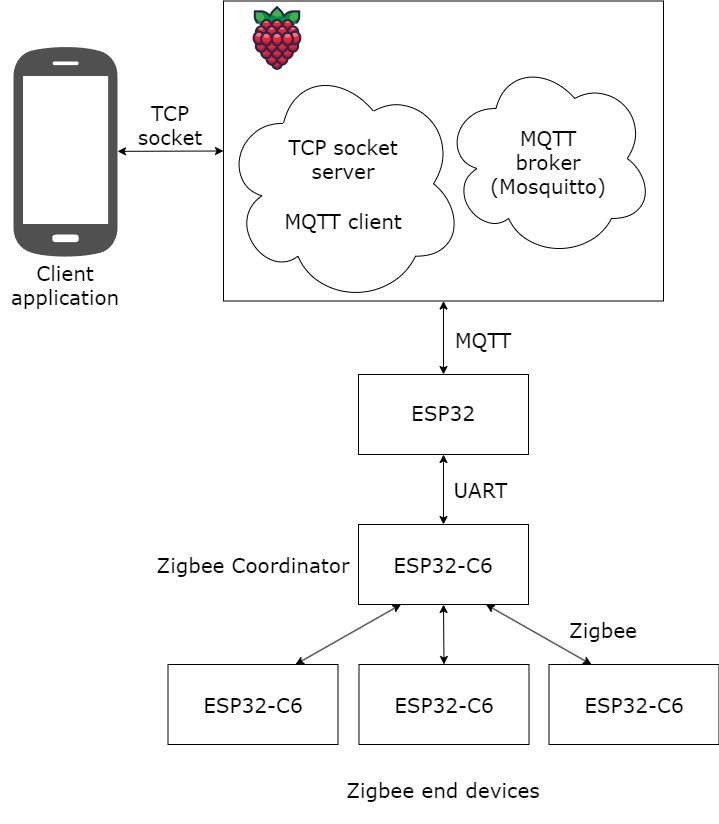 TCP
socket
TCP socket
server
MQTT client
MQTT
broker
(Mosquitto)
Client
application
MQTT
ESP32
UART
Zigbee Coordinator
ESP32-C6
Zigbee
ESP32-C6
ESP32-C6
ESP32-C6
Zigbee end devices